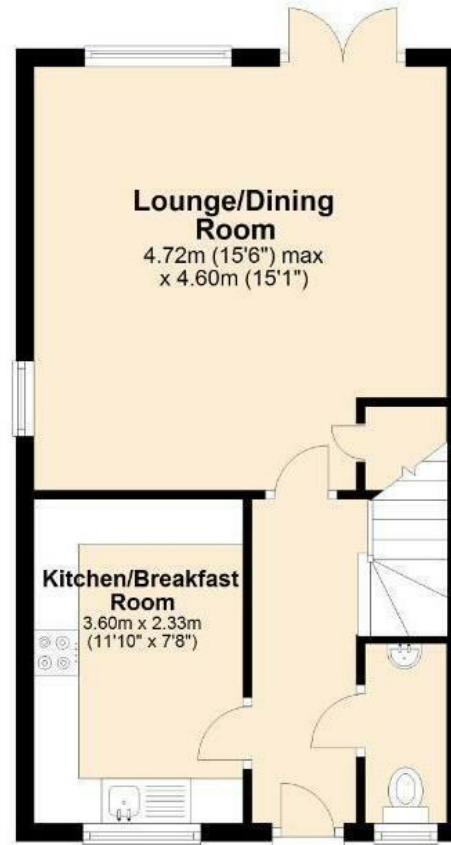 Lounge/Dining
Room
4.72m (15'6") max
x 4.60m (15'1")
Kitchen/Breakfast
Room
3.60m x 2.33m
(11'10" x 7'8")